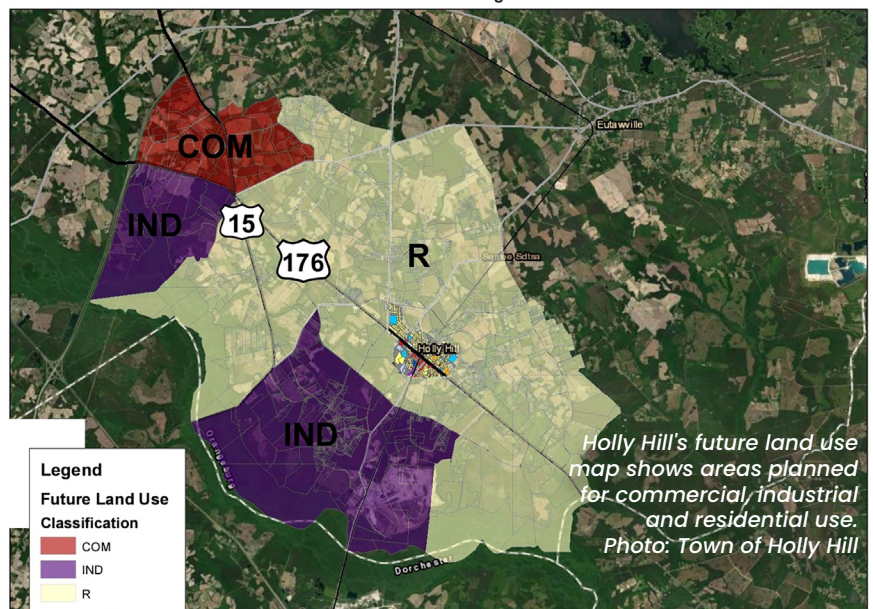 COM
IND
15
176
R
Eutawville
Holly Hill
IND
Orangeburg
Dorchester
Legend
Future Land Use
Classification
COM
IND
R
Holly Hill's future land use
map shows areas planned
for commercial, industrial
and residential use.
Photo: Town of Holly Hill